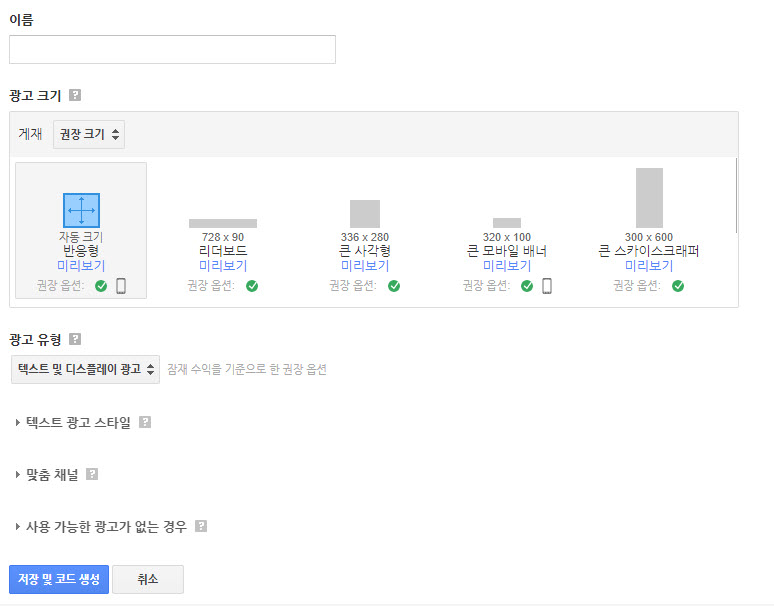 이름
광고 크기 ?
게재 권장 크기
자동 크기
반응형
미리보기
권장 옵션:
728 x 90
리더보드
미리보기
권장 옵션:
336 x 280
큰 사각형
미리보기
권장 옵션:
320 x 100
큰 모바일 배너
미리보기
권장 옵션:
300 x 600
큰 스카이스크래퍼
미리보기
권장 옵션:
광고 유형 ?
텍스트 및 디스플레이 광고 잠재 수익을 기준으로 한 권장 옵션
텍스트 광고 스타일 ?
맞춤 채널 ?
사용 가능한 광고가 없는 경우 ?
저장 및 코드 생성 취소